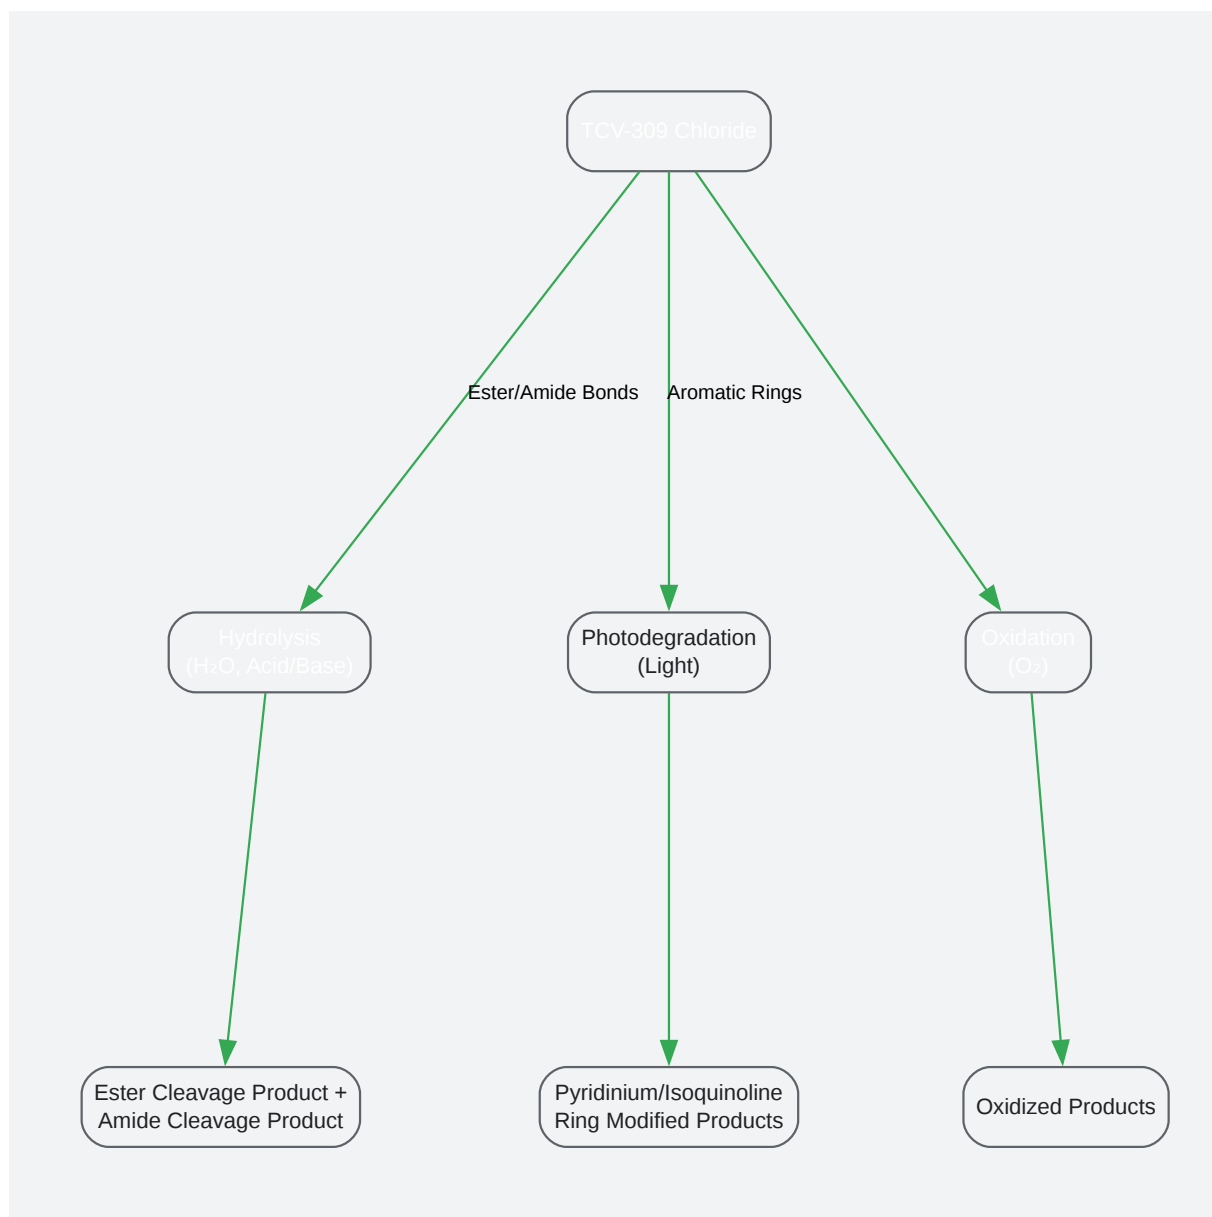 TCV-309 Chloride
Ester/Amide Bonds
Aromatic Rings
Hydrolysis
(H₂O, Acid/Base)
Photodegradation
(Light)
Oxidation
(O₂)
Ester Cleavage Product +
Amide Cleavage Product
Pyridinium/Isoquinoline
Ring Modified Products
Oxidized Products